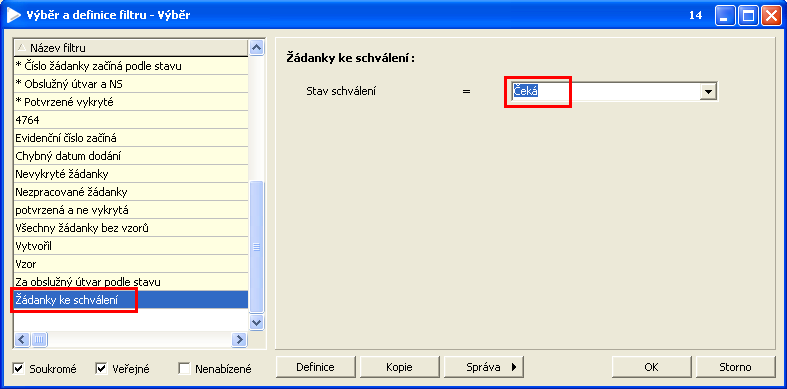 Výběr a definice filtru - Výběr 14
Název filtru
* Číslo žádanky začíná podle stavu
* Obslužný útvar a NS
* Potvrzené vykryté
4764
Evidenční číslo začíná
Chybný datum dodání
Nevykryté žádanky
Nezpracované žádanky
potvrzená a ne vykrytá
Všechny žádanky bez vzorů
Vytvořil
Vzor
Za obslužný útvar podle stavu
Žádanky ke schválení
Žádanky ke schválení :
Stav schválení = Čeká
Soukromé Veřejné Nenabízené
Definice Kopie Správa OK Storno